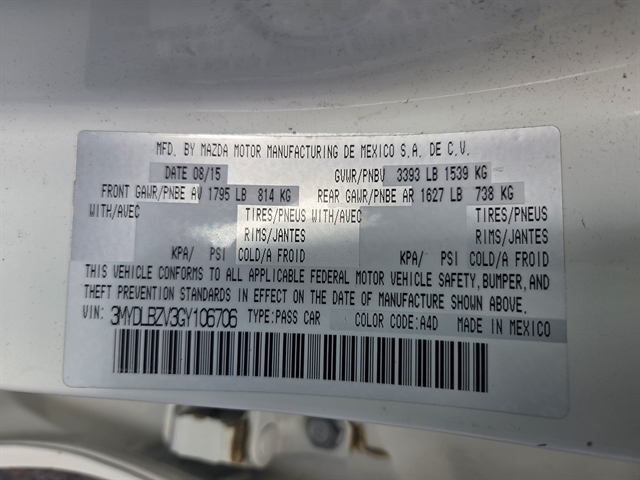 MFD. BY MAZDA MOTOR MANUFACTURING DE MEXICO S.A. DE C.V.
DATE 08/15 GVWR/PNBV 3393 LB 1539 KG
FRONT GAWR/PNBE AV 1795 LB 814 KG REAR GAWR/PNBE AR 1627 LB 738 KG
WITH/AVEC TIRES/PNEUS WITH/AVEC TIRES/PNEUS
RIMS/JANTES RIMS/JANTES
KPA/ PSI COLD/A FROID KPA/ PSI COLD/A FROID
THIS VEHICLE CONFORMS TO ALL APPLICABLE FEDERAL MOTOR VEHICLE SAFETY, BUMPER, AND
THEFT PREVENTION STANDARDS IN EFFECT ON THE DATE OF MANUFACTURE SHOWN ABOVE.
VIN: 3MYDLBZV3GY106706 TYPE:PASS CAR COLOR CODE:A4D MADE IN MEXICO